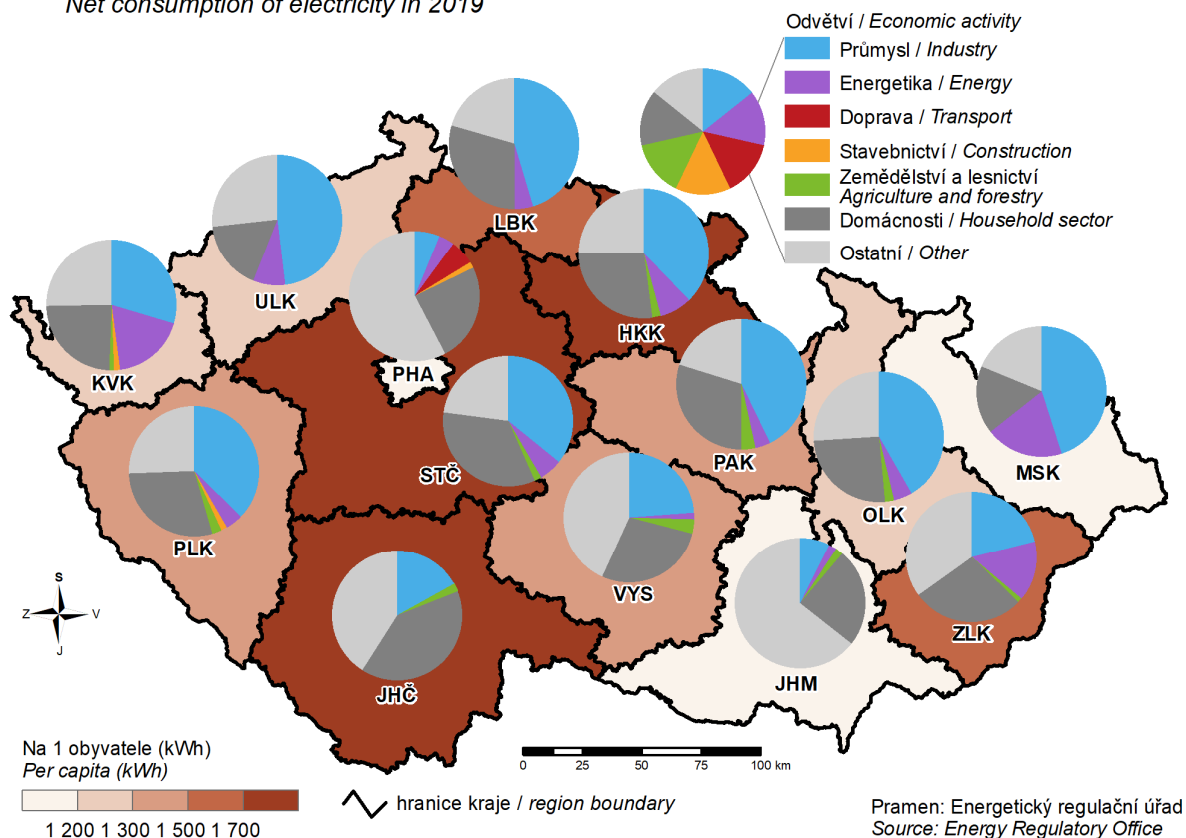 Net consumption of electricity in 2019
Odvětví / Economic activity
Průmysl / Industry
Energetika / Energy
Doprava / Transport
Stavebnictví / Construction
Zemědělství a lesnictví
Agriculture and forestry
Domácnosti / Household sector
Ostatní / Other
LBK
ULK
HKK
KVK
PHA
STČ
PAK
MSK
OLK
PLK
VYS
ZLK
JHČ
JHM
S
Z V
J
Na 1 obyvatele (kWh)
Per capita (kWh)
1 200 1 300 1 500 1 700
0 25 50 75 100 km
hranice kraje / region boundary
Pramen: Energetický regulační úřad
Source: Energy Regulatory Office